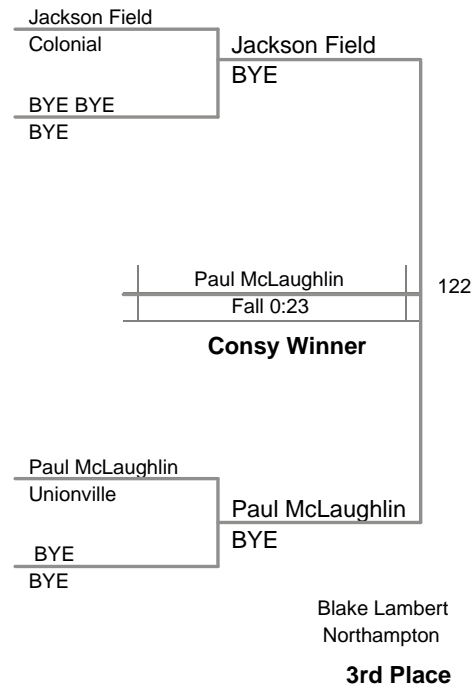 Jackson Field
Colonial
Jackson Field
BYE
BYE BYE
BYE
Paul McLaughlin
122
Fall 0:23
Consy Winner
Paul McLaughlin
Unionville
Paul McLaughlin
BYE
BYE
BYE
Blake Lambert
Northampton
3rd Place